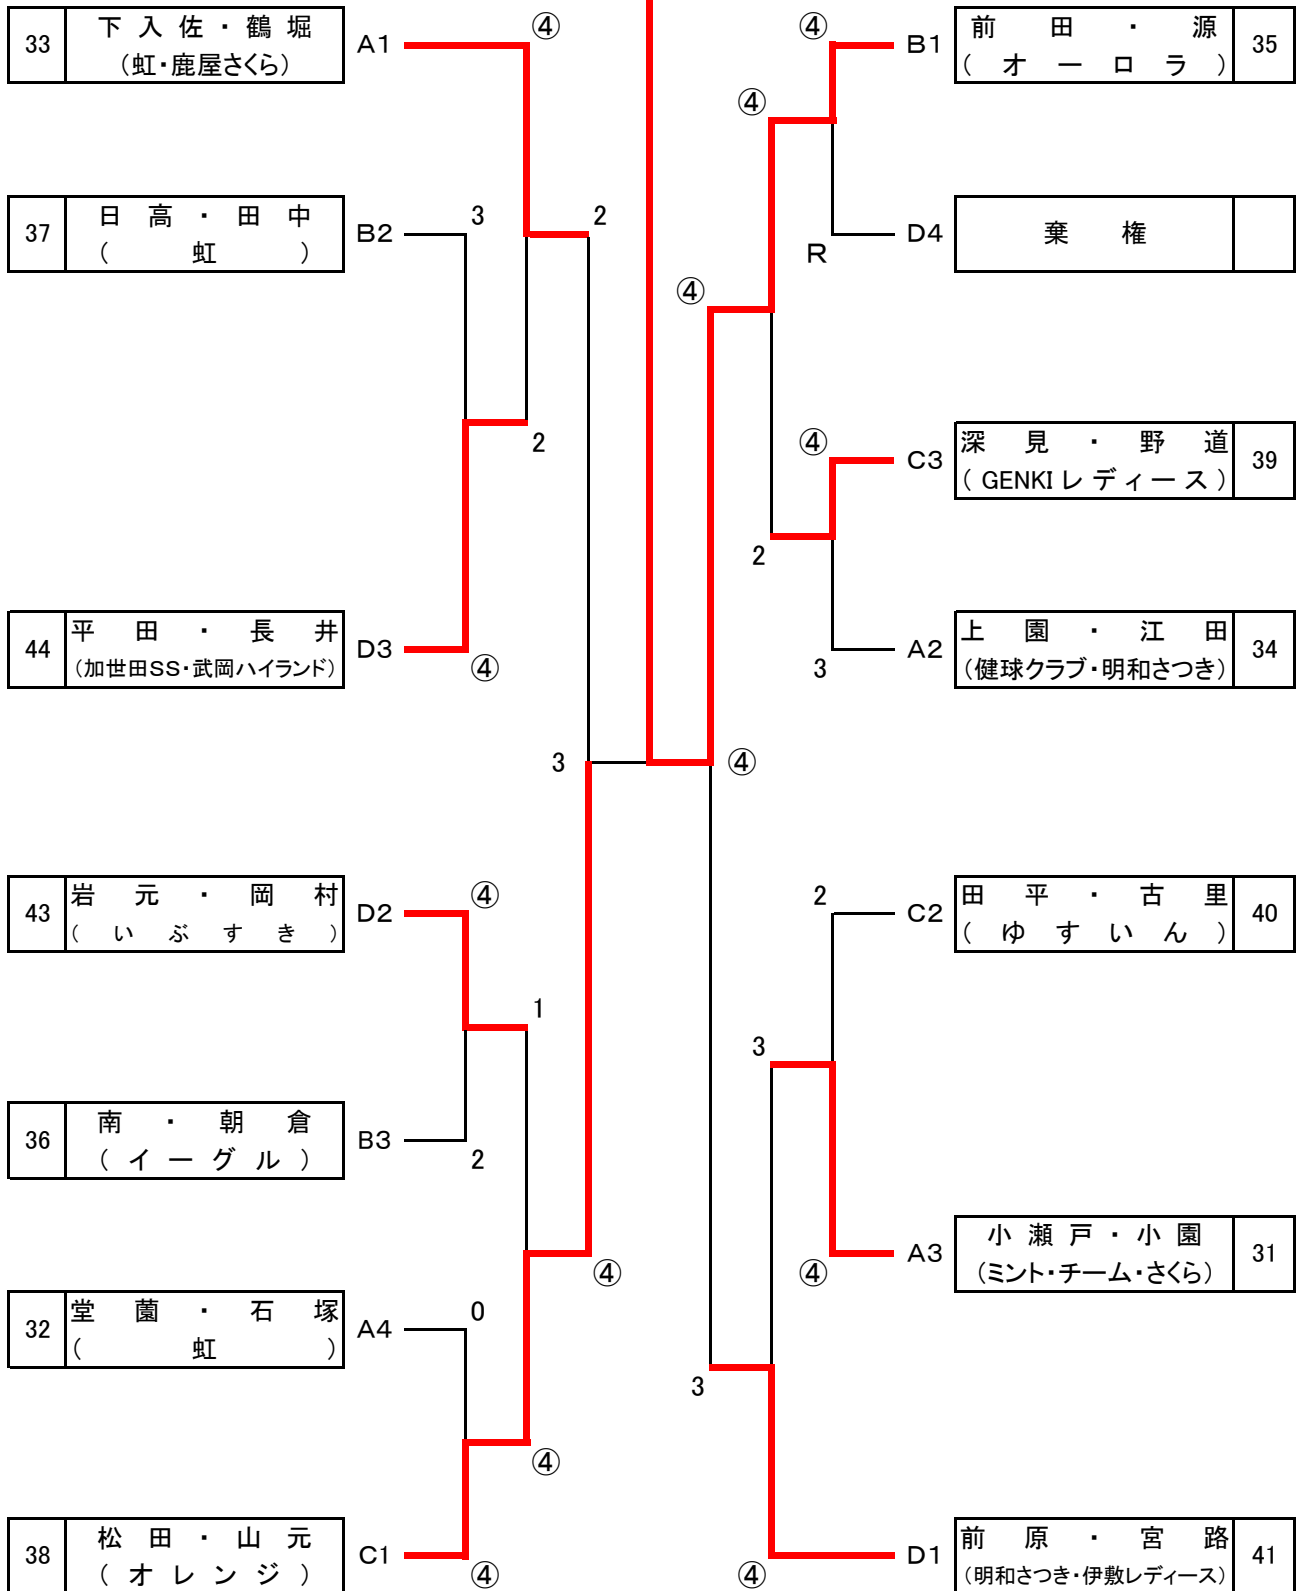 33 下入佐・鶴堀 A1 ④
(虹・鹿屋さくら)
37 日高・田中 B2 3 2
(虹)
2
44 平田・長井 D3 ④
(加世田SS・武岡ハイランド)
3
43 岩元・岡村 D2 ④
(いぶすき)
1
36 南・朝倉 B3 2
(イーグル)
④
32 堂薗・石塚 A4 0
(虹)
④
38 松田・山元 C1 ④
(オレンジ)
④ B1 前田・源 35
(オーロラ)
④
R D4 棄権
④
④ C3 深見・野道 39
(GENKIレディース)
2
3 A2 上園・江田 34
(健球クラブ・明和さつき)
④
2 C2 田平・古里 40
(ゆすいん)
3
④ A3 小瀬戸・小園 31
(ミント・チーム・さくら)
3
④ D1 前原・宮路 41
(明和さつき・伊敷レディース)